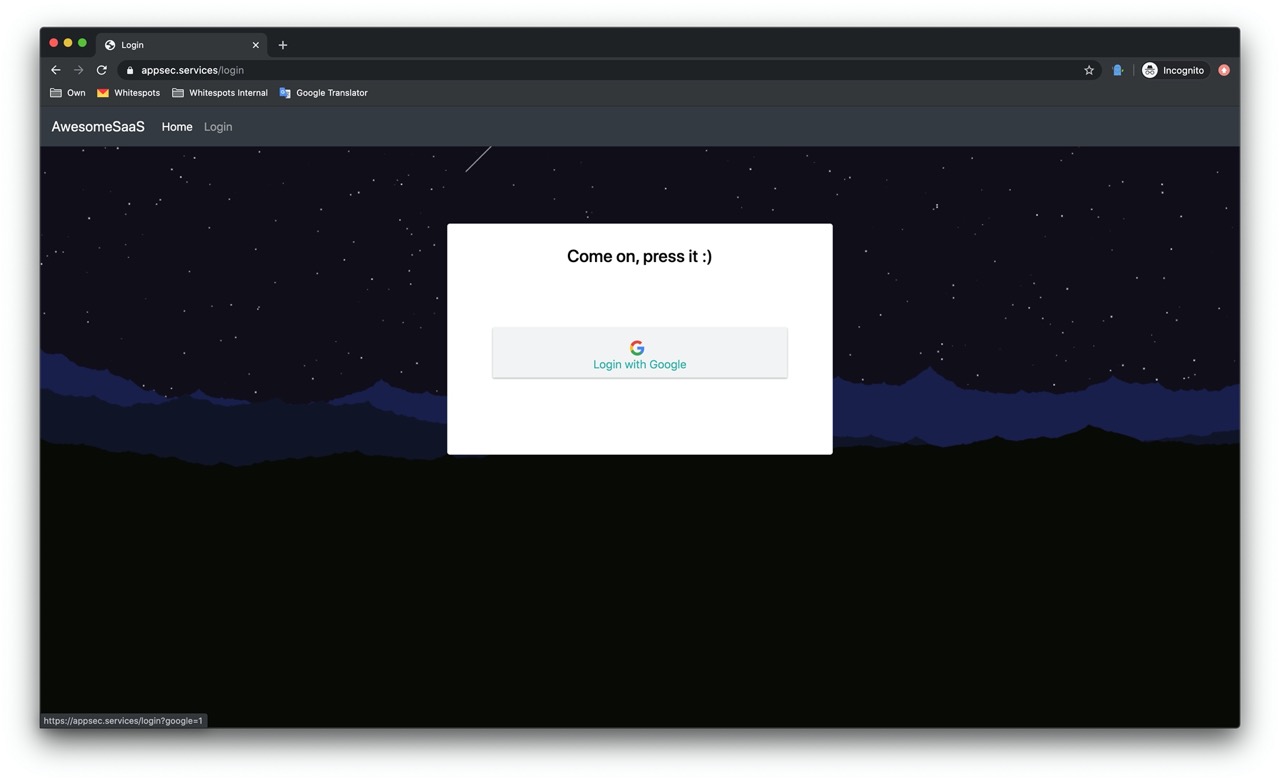 Login
appsec.services/login
Incognito
Own Whitespots Whitespots Internal Google Translator
AwesomeSaaS Home Login
Come on, press it :)
Login with Google
https://appsec.services/login?google=1